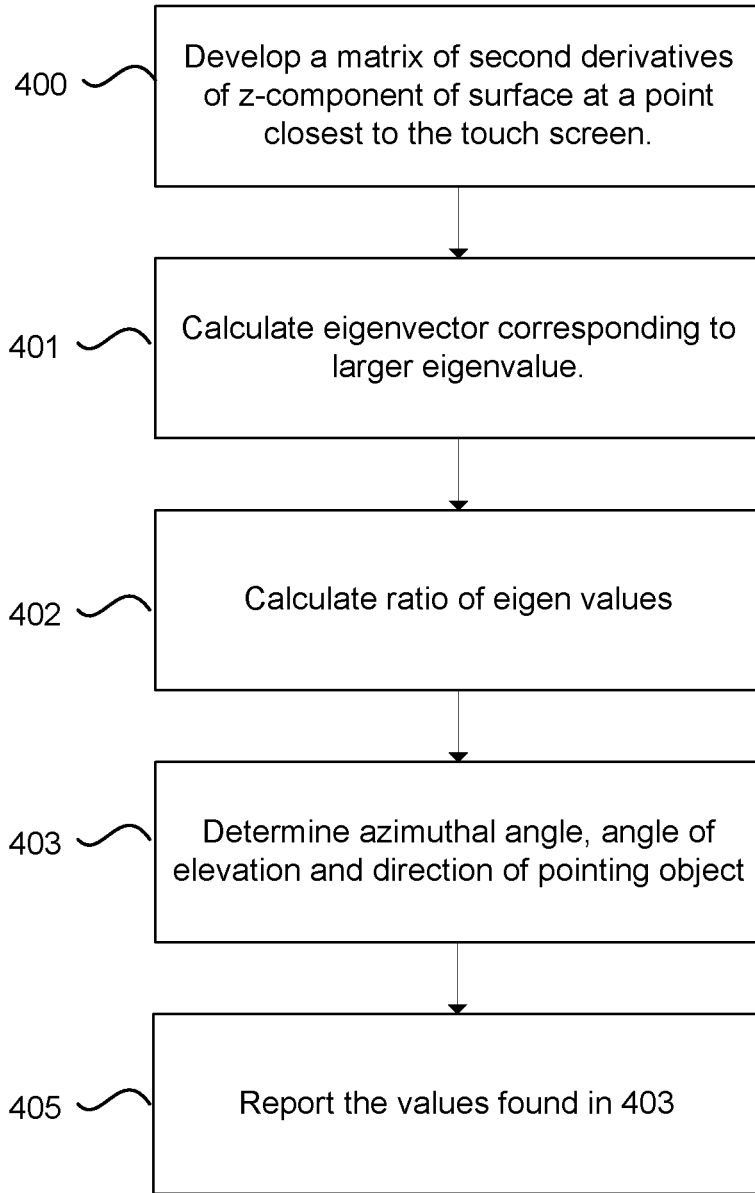 400
Develop a matrix of second derivatives
of z-component of surface at a point
closest to the touch screen.
401
Calculate eigenvector corresponding to
larger eigenvalue.
402
Calculate ratio of eigen values
403
Determine azimuthal angle, angle of
elevation and direction of pointing object
405
Report the values found in 403